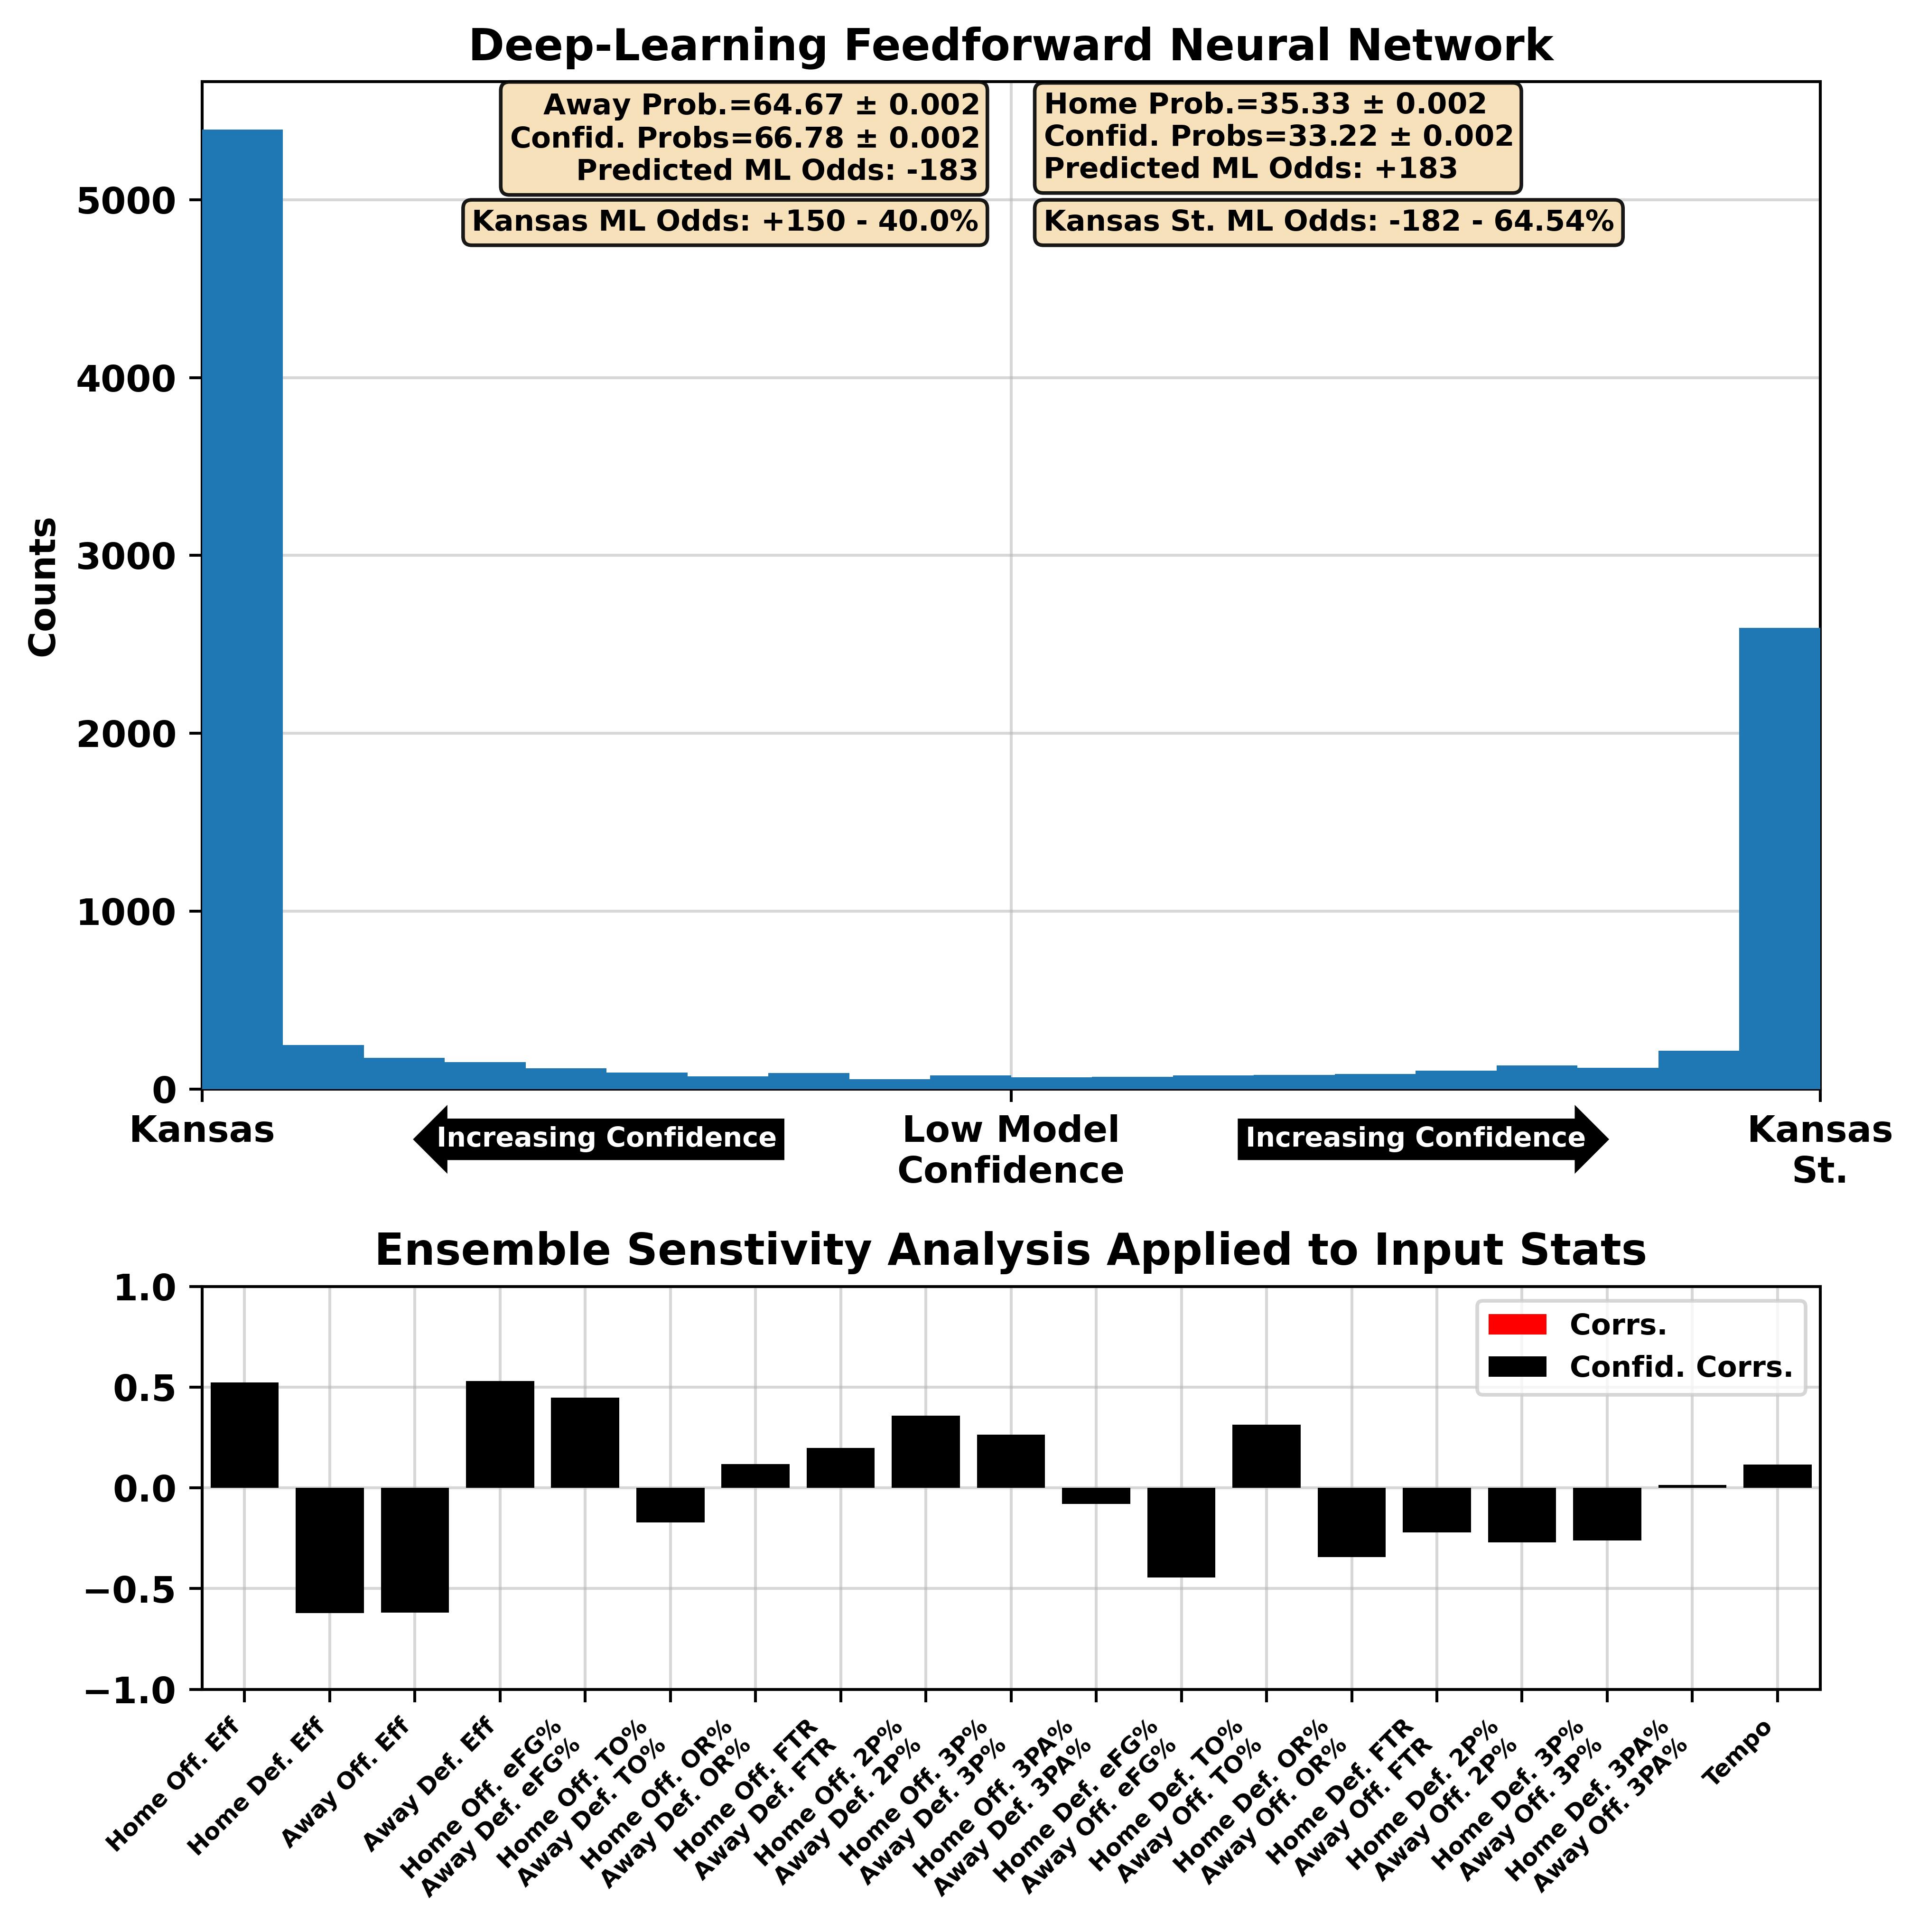 Deep-Learning Feedforward Neural Network
Away Prob.=64.67 ± 0.002
Confid. Probs=66.78 ± 0.002
Predicted ML Odds: -183
Kansas ML Odds: +150 - 40.0%
Home Prob.=35.33 ± 0.002
Confid. Probs=33.22 ± 0.002
Predicted ML Odds: +183
Kansas St. ML Odds: -182 - 64.54%
Counts
5000
4000
3000
2000
1000
0
Kansas
Increasing Confidence
Low Model
Confidence
Increasing Confidence
Kansas
St.
Ensemble Senstivity Analysis Applied to Input Stats
1.0
0.5
0.0
−0.5
−1.0
Corrs.
Confid. Corrs.
Home Off. Eff
Home Def. Eff
Away Off. Eff
Away Def. Eff
Home Off. eFG%
Away Def. eFG%
Home Off. TO%
Away Def. TO%
Home Off. OR%
Away Def. OR%
Home Off. FTR
Away Def. FTR
Home Off. 2P%
Away Def. 2P%
Home Off. 3P%
Away Def. 3P%
Home Off. 3PA%
Away Def. 3PA%
Home Def. eFG%
Away Off. eFG%
Home Def. TO%
Away Off. TO%
Home Def. OR%
Away Off. OR%
Home Def. FTR
Away Off. FTR
Home Def. 2P%
Away Off. 2P%
Home Def. 3P%
Away Off. 3P%
Home Def. 3PA%
Away Off. 3PA%
Tempo